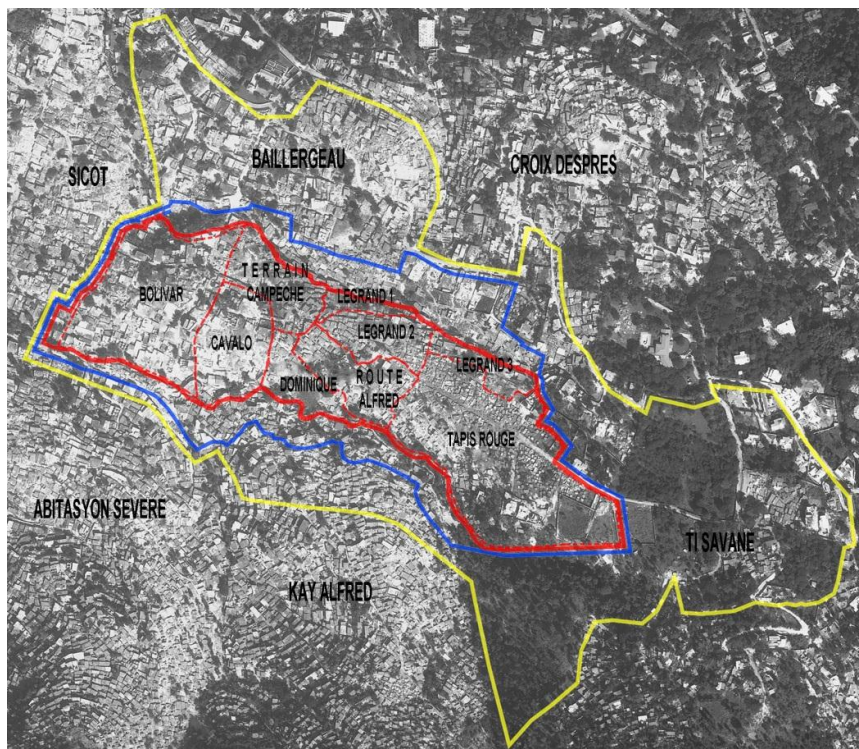 BAILLERGEAU
CROIX DESPRES
SICOT
TERRAIN
CAMPECHE
BOLIVAR
LEGRAND 1
LEGRAND 2
CAVALO
LEGRAND 3
DOMINIQUE
ROUTE
ALFRED
TAPIS ROUGE
ABITASYON SEVERE
TI SAVANE
KAY ALFRED